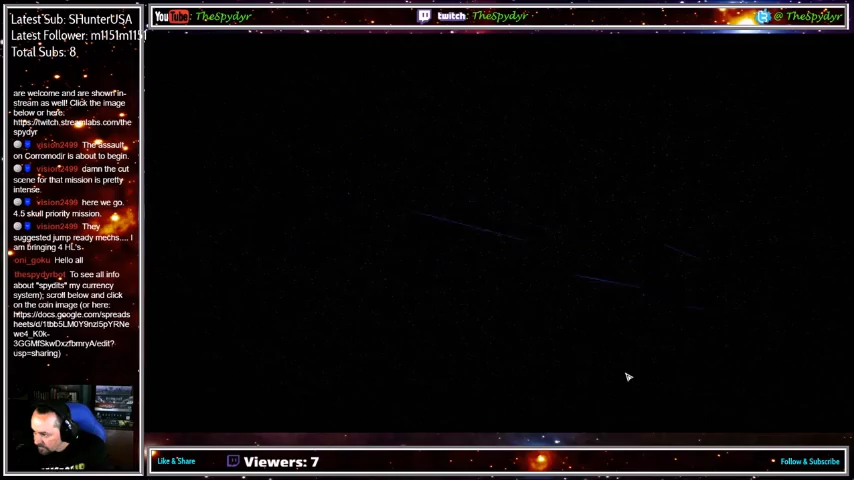 Latest Sub: SHunterUSA
Latest Follower: m1151m1151
Total Subs: 8
YouTube : TheSpydyr
twitch: TheSpydyr
@ TheSpydyr
are welcome and are shown in-
stream as well! Click the image
below or here:
https://twitch.streamlabs.com/the
spydyr
vision2499 The assault
on Corromodir is about to begin.
vision2499 damn the cut
scene for that mission is pretty
intense.
vision2499 here we go.
4.5 skull priority mission.
vision2499 They
suggested jump ready mechs.... I
am bringing 4 HL's
oni_goku Hello all
thespydyrbot To see all info
about "spydits" my currency
system); scroll below and click
on the coin image (or here:
https://docs.google.com/spreads
heets/d/1tbb5LM0Y9nzI5pYRNe
we4_K0k-
3GGMfSkwDxzfbmryA/edit?
usp=sharing)
Like & Share
Viewers: 7
Follow & Subscribe